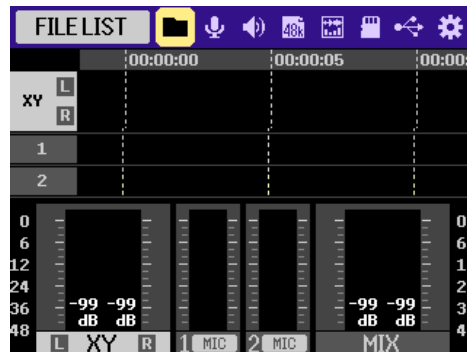 FILE LIST 48k
00:00:00 00:00:05 00:00:
XY L
R
1
2
0 0
6 6
12 1
24 2
36 -99 -99 -99 -99 3
dB dB dB dB
48 4
L XY R 1 MIC 2 MIC MIX